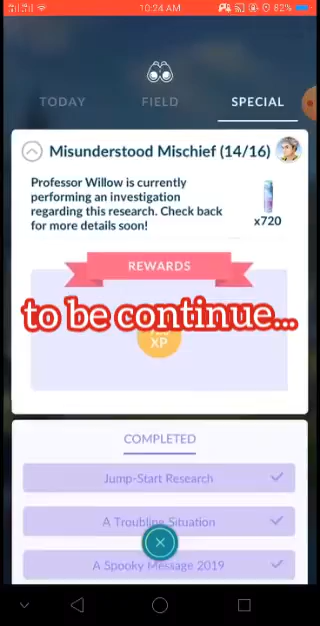 10:24 AM
82%
TODAY
FIELD
SPECIAL
Misunderstood Mischief (14/16)
Professor Willow is currently
performing an investigation
regarding this research. Check back
for more details soon!
x720
REWARDS
to be continue...
XP
COMPLETED
Jump-Start Research
A Troubling Situation
A Spooky Message 2019